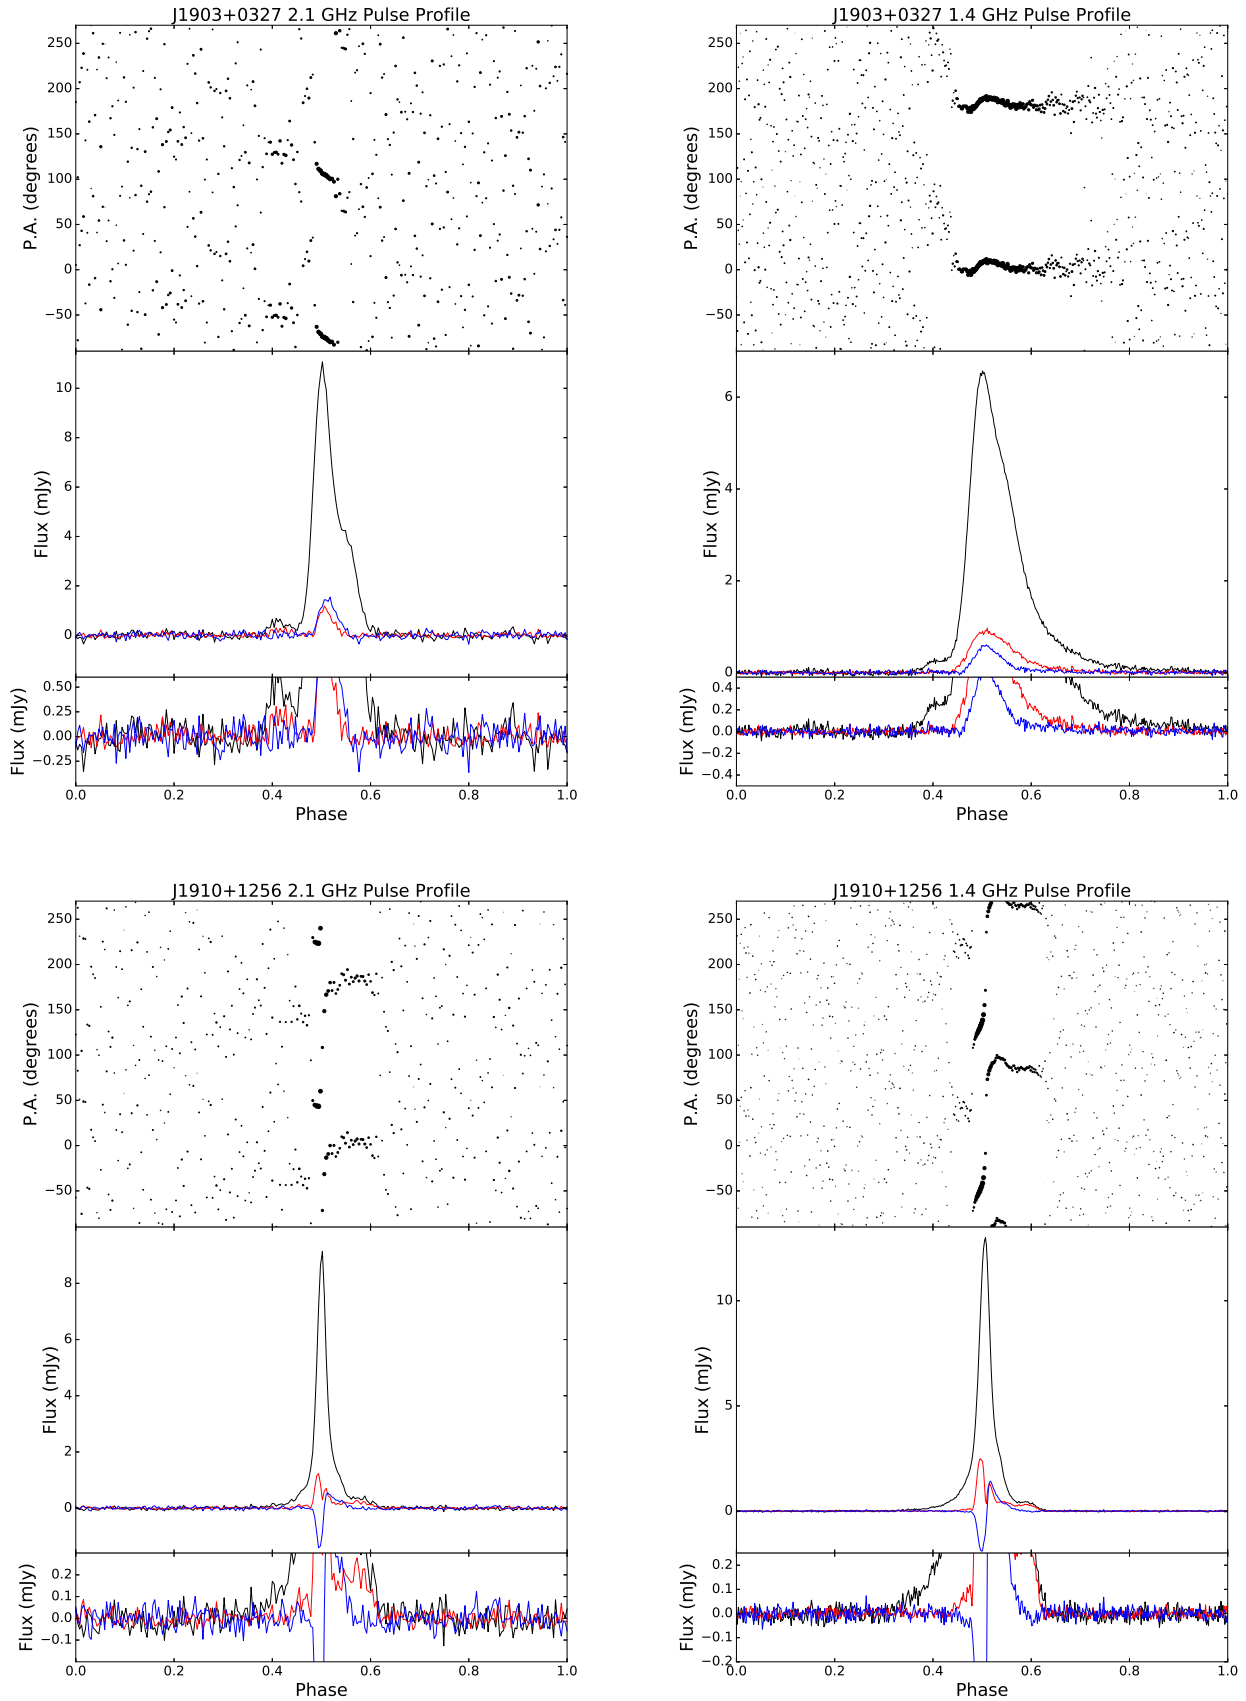 J1903+0327 2.1 GHz Pulse Profile
250
200
150
100
50
0
−50
P.A. (degrees)
10
8
6
4
2
0
Flux (mJy)
0.50
0.25
0.00
−0.25
Flux (mJy)
0.0 0.2 0.4 0.6 0.8 1.0
Phase
J1903+0327 1.4 GHz Pulse Profile
250
200
150
100
50
0
−50
P.A. (degrees)
6
4
2
0
Flux (mJy)
0.4
0.2
0.0
−0.2
−0.4
Flux (mJy)
0.0 0.2 0.4 0.6 0.8 1.0
Phase
J1910+1256 2.1 GHz Pulse Profile
250
200
150
100
50
0
−50
P.A. (degrees)
8
6
4
2
0
Flux (mJy)
0.2
0.1
0.0
−0.1
Flux (mJy)
0.0 0.2 0.4 0.6 0.8 1.0
Phase
J1910+1256 1.4 GHz Pulse Profile
250
200
150
100
50
0
−50
P.A. (degrees)
10
5
0
Flux (mJy)
0.2
0.1
0.0
−0.1
−0.2
Flux (mJy)
0.0 0.2 0.4 0.6 0.8 1.0
Phase